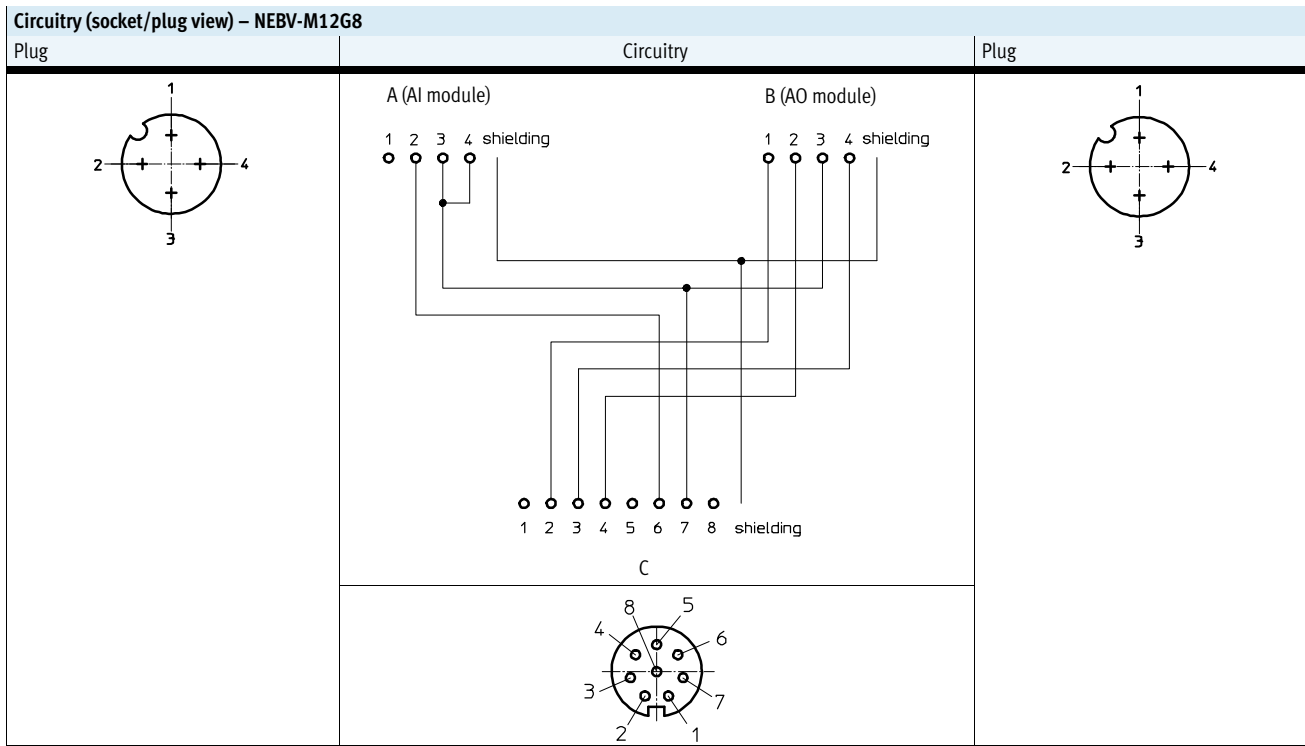 Circuitry (socket/plug view) – NEBV-M12G8
Plug Circuitry Plug
1
2 4
3
A (AI module) B (AO module)
1 2 3 4 shielding 1 2 3 4 shielding
1
2 4
3
1 2 3 4 5 6 7 8 shielding
C
8 5
4 6
3 7
2 1